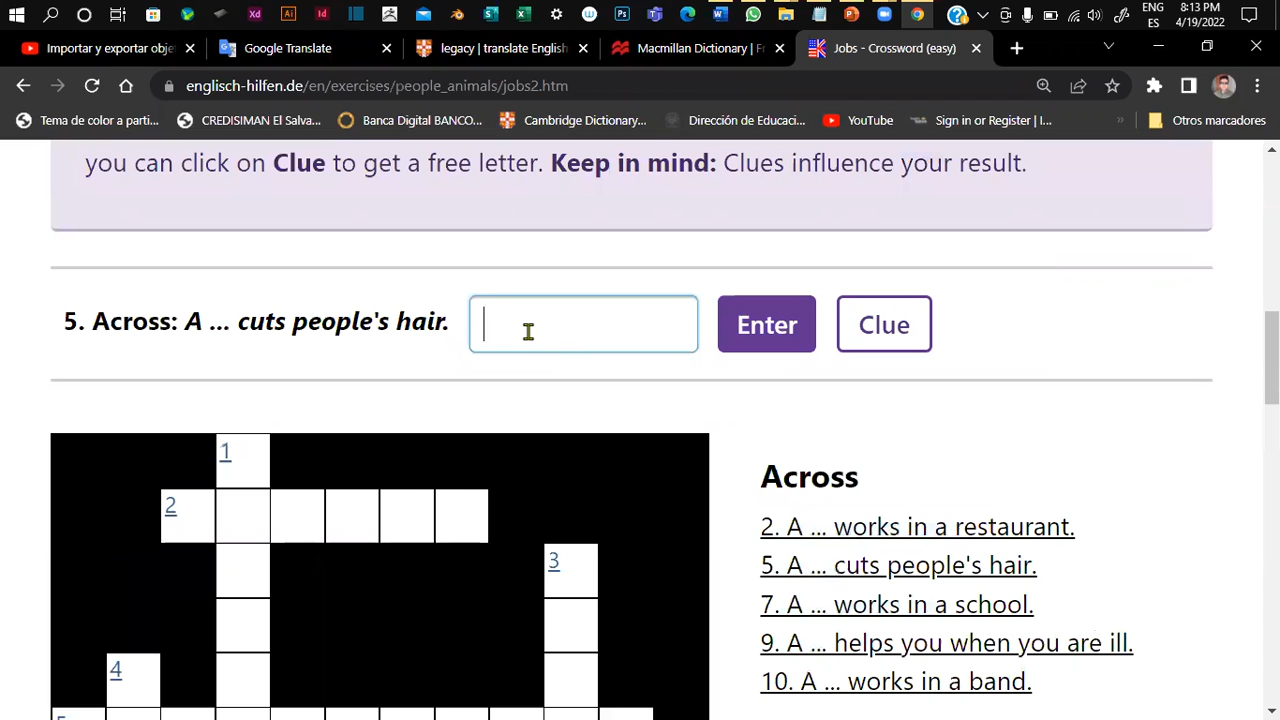 8:13 PM
ENG
ES
4/19/2022
Importar y exportar obje
Google Translate
legacy | translate English
Macmillan Dictionary | Fr
Jobs - Crossword (easy)
englisch-hilfen.de/en/exercises/people_animals/jobs2.htm
Tema de color a parti...
CREDISIMAN El Salva...
Banca Digital BANCO...
Cambridge Dictionary...
Dirección de Educaci...
YouTube
Sign in or Register | I...
Otros marcadores
you can click on Clue to get a free letter. Keep in mind: Clues influence your result.
5. Across: A ... cuts people's hair.
Enter
Clue
1
2
3
4
5
Across
2. A ... works in a restaurant.
5. A ... cuts people's hair.
7. A ... works in a school.
9. A ... helps you when you are ill.
10. A ... works in a band.